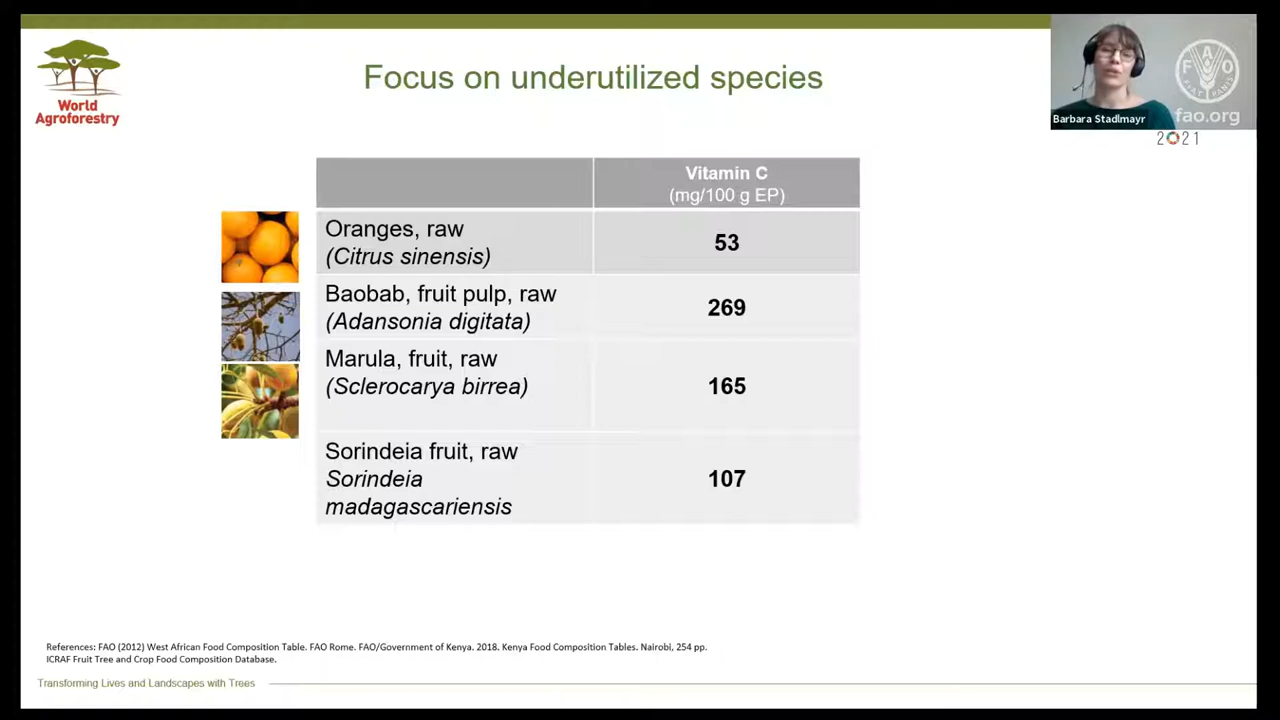 Focus on underutilized species
World
Agroforestry
FAO
FIAT PANIS
fao.org
Barbara Stadlmayr
2021
Vitamin C
(mg/100 g EP)
Oranges, raw
(Citrus sinensis)
53
Baobab, fruit pulp, raw
(Adansonia digitata)
269
Marula, fruit, raw
(Sclerocarya birrea)
165
Sorindeia fruit, raw
Sorindeia
madagascariensis
107
References: FAO (2012) West African Food Composition Table. FAO Rome. FAO/Government of Kenya. 2018. Kenya Food Composition Tables. Nairobi, 254 pp.
ICRAF Fruit Tree and Crop Food Composition Database.
Transforming Lives and Landscapes with Trees